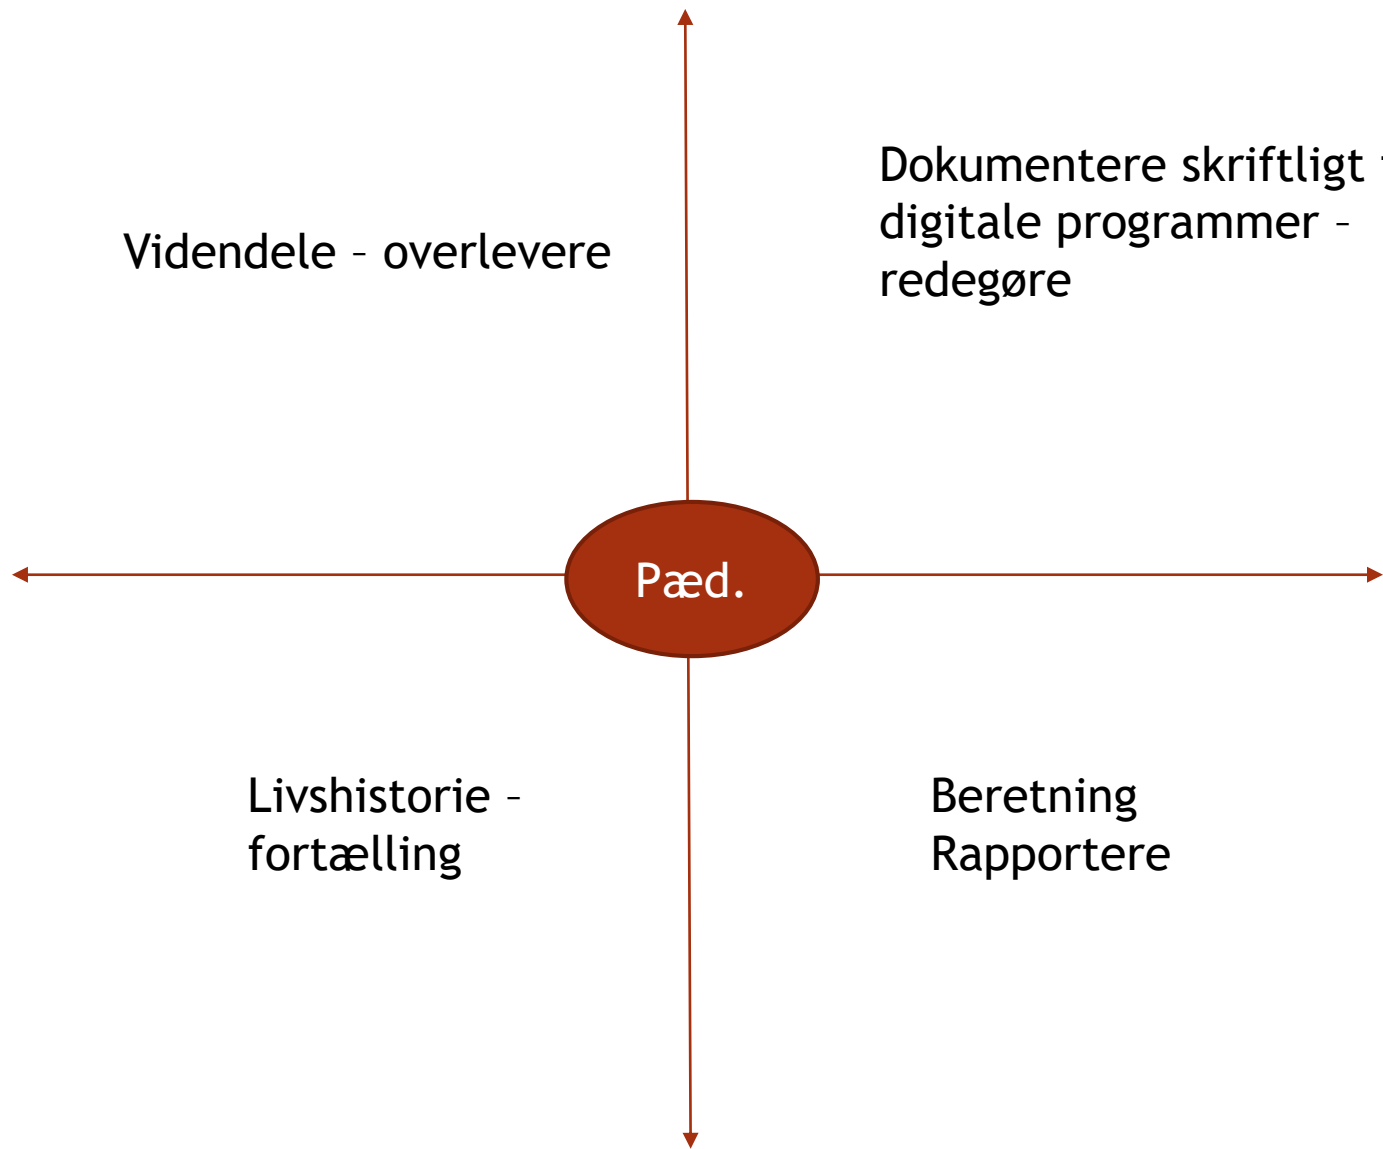 Videndele – overlevere
Dokumentere skriftligt
digitale programmer –
redegøre
Pæd.
Livshistorie –
fortælling
Beretning
Rapportere